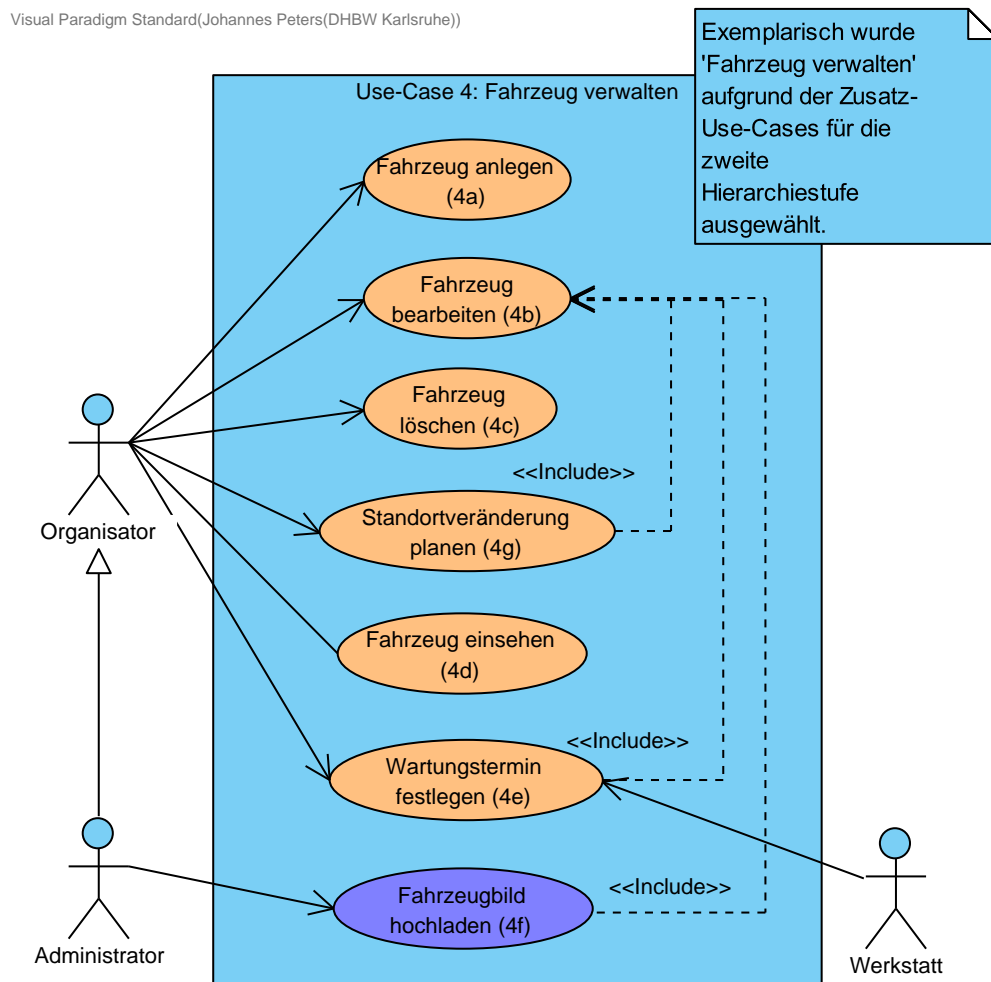 Visual Paradigm Standard(Johannes Peters(DHBW Karlsruhe))
Exemplarisch wurde
'Fahrzeug verwalten'
aufgrund der Zusatz-
Use-Cases für die
zweite
Hierarchiestufe
ausgewählt.
Use-Case 4: Fahrzeug verwalten
Fahrzeug anlegen
(4a)
Fahrzeug
bearbeiten (4b)
Fahrzeug
löschen (4c)
<<Include>>
Standortveränderung
planen (4g)
Organisator
Fahrzeug einsehen
(4d)
<<Include>>
Wartungstermin
festlegen (4e)
<<Include>>
Fahrzeugbild
hochladen (4f)
Administrator
Werkstatt